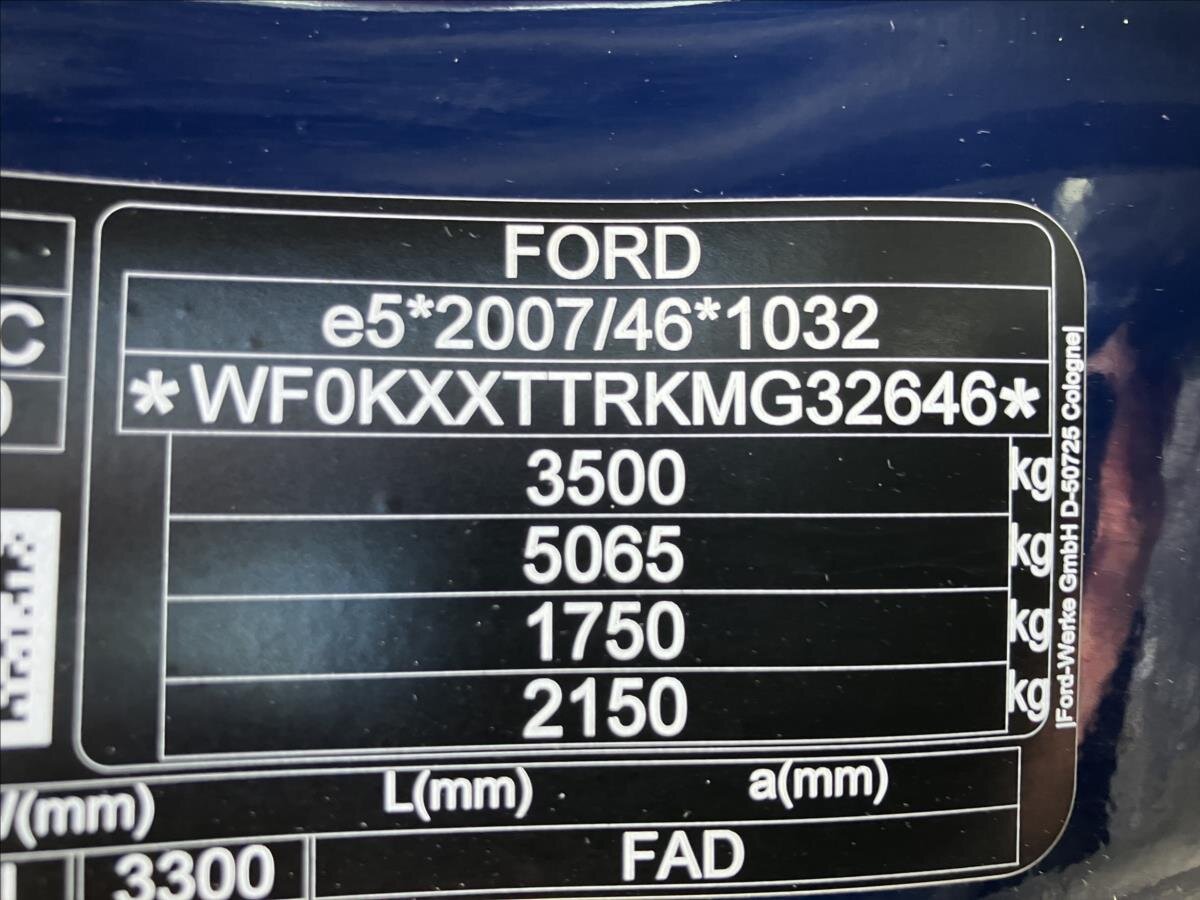 FORD
e5*2007/46*1032
*WF0KXXTTRKMG32646*
3500 kg
5065 kg
1750 kg
2150 kg
|Ford-Werke GmbH D-50725 Cologne|
C
(mm) L(mm) a(mm)
3300 FAD